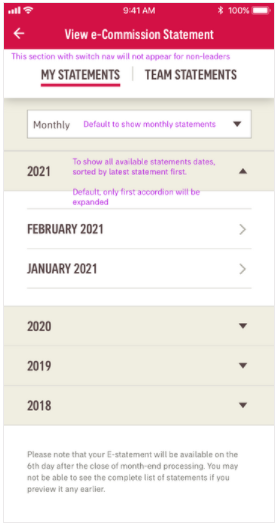 9:41 AM 100%
View e-Commission Statement
This section with switch nav will not appear for non-leaders
MY STATEMENTS TEAM STATEMENTS
Monthly Default to show monthly statements
2021 To show all available statements dates,
sorted by latest statement first.
Default, only first accordion will be
expanded
FEBRUARY 2021
JANUARY 2021
2020
2019
2018
Please note that your E-statement will be available on the
6th day after the close of month-end processing. You may
not be able to see the complete list of statements if you
preview it any earlier.